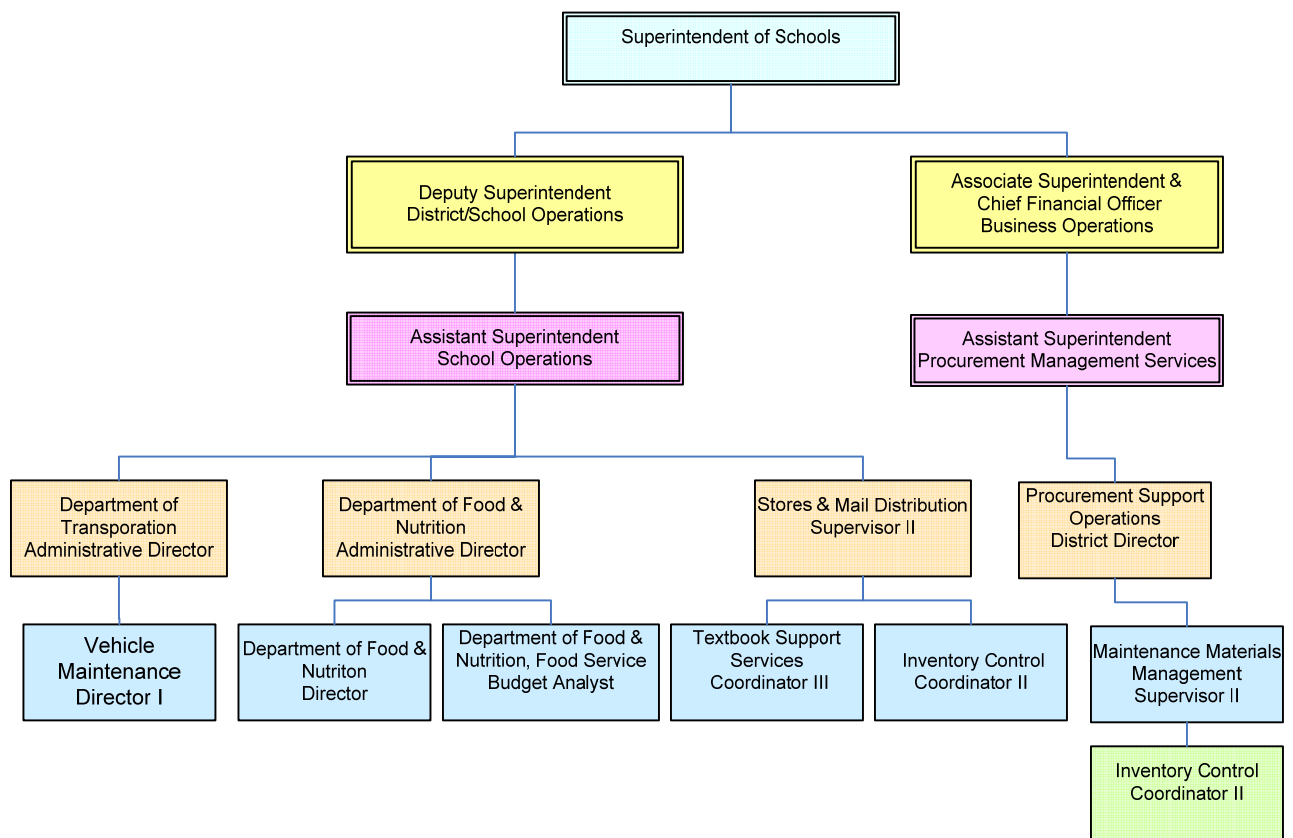 Superintendent of Schools
Deputy Superintendent
District/School Operations
Associate Superintendent &
Chief Financial Officer
Business Operations
Assistant Superintendent
School Operations
Assistant Superintendent
Procurement Management Services
Department of
Transporation
Administrative Director
Department of Food &
Nutrition
Administrative Director
Stores & Mail Distribution
Supervisor II
Procurement Support
Operations
District Director
Vehicle
Maintenance
Director I
Department of Food &
Nutriton
Director
Department of Food &
Nutrition, Food Service
Budget Analyst
Textbook Support
Services
Coordinator III
Inventory Control
Coordinator II
Maintenance Materials
Management
Supervisor II
Inventory Control
Coordinator II